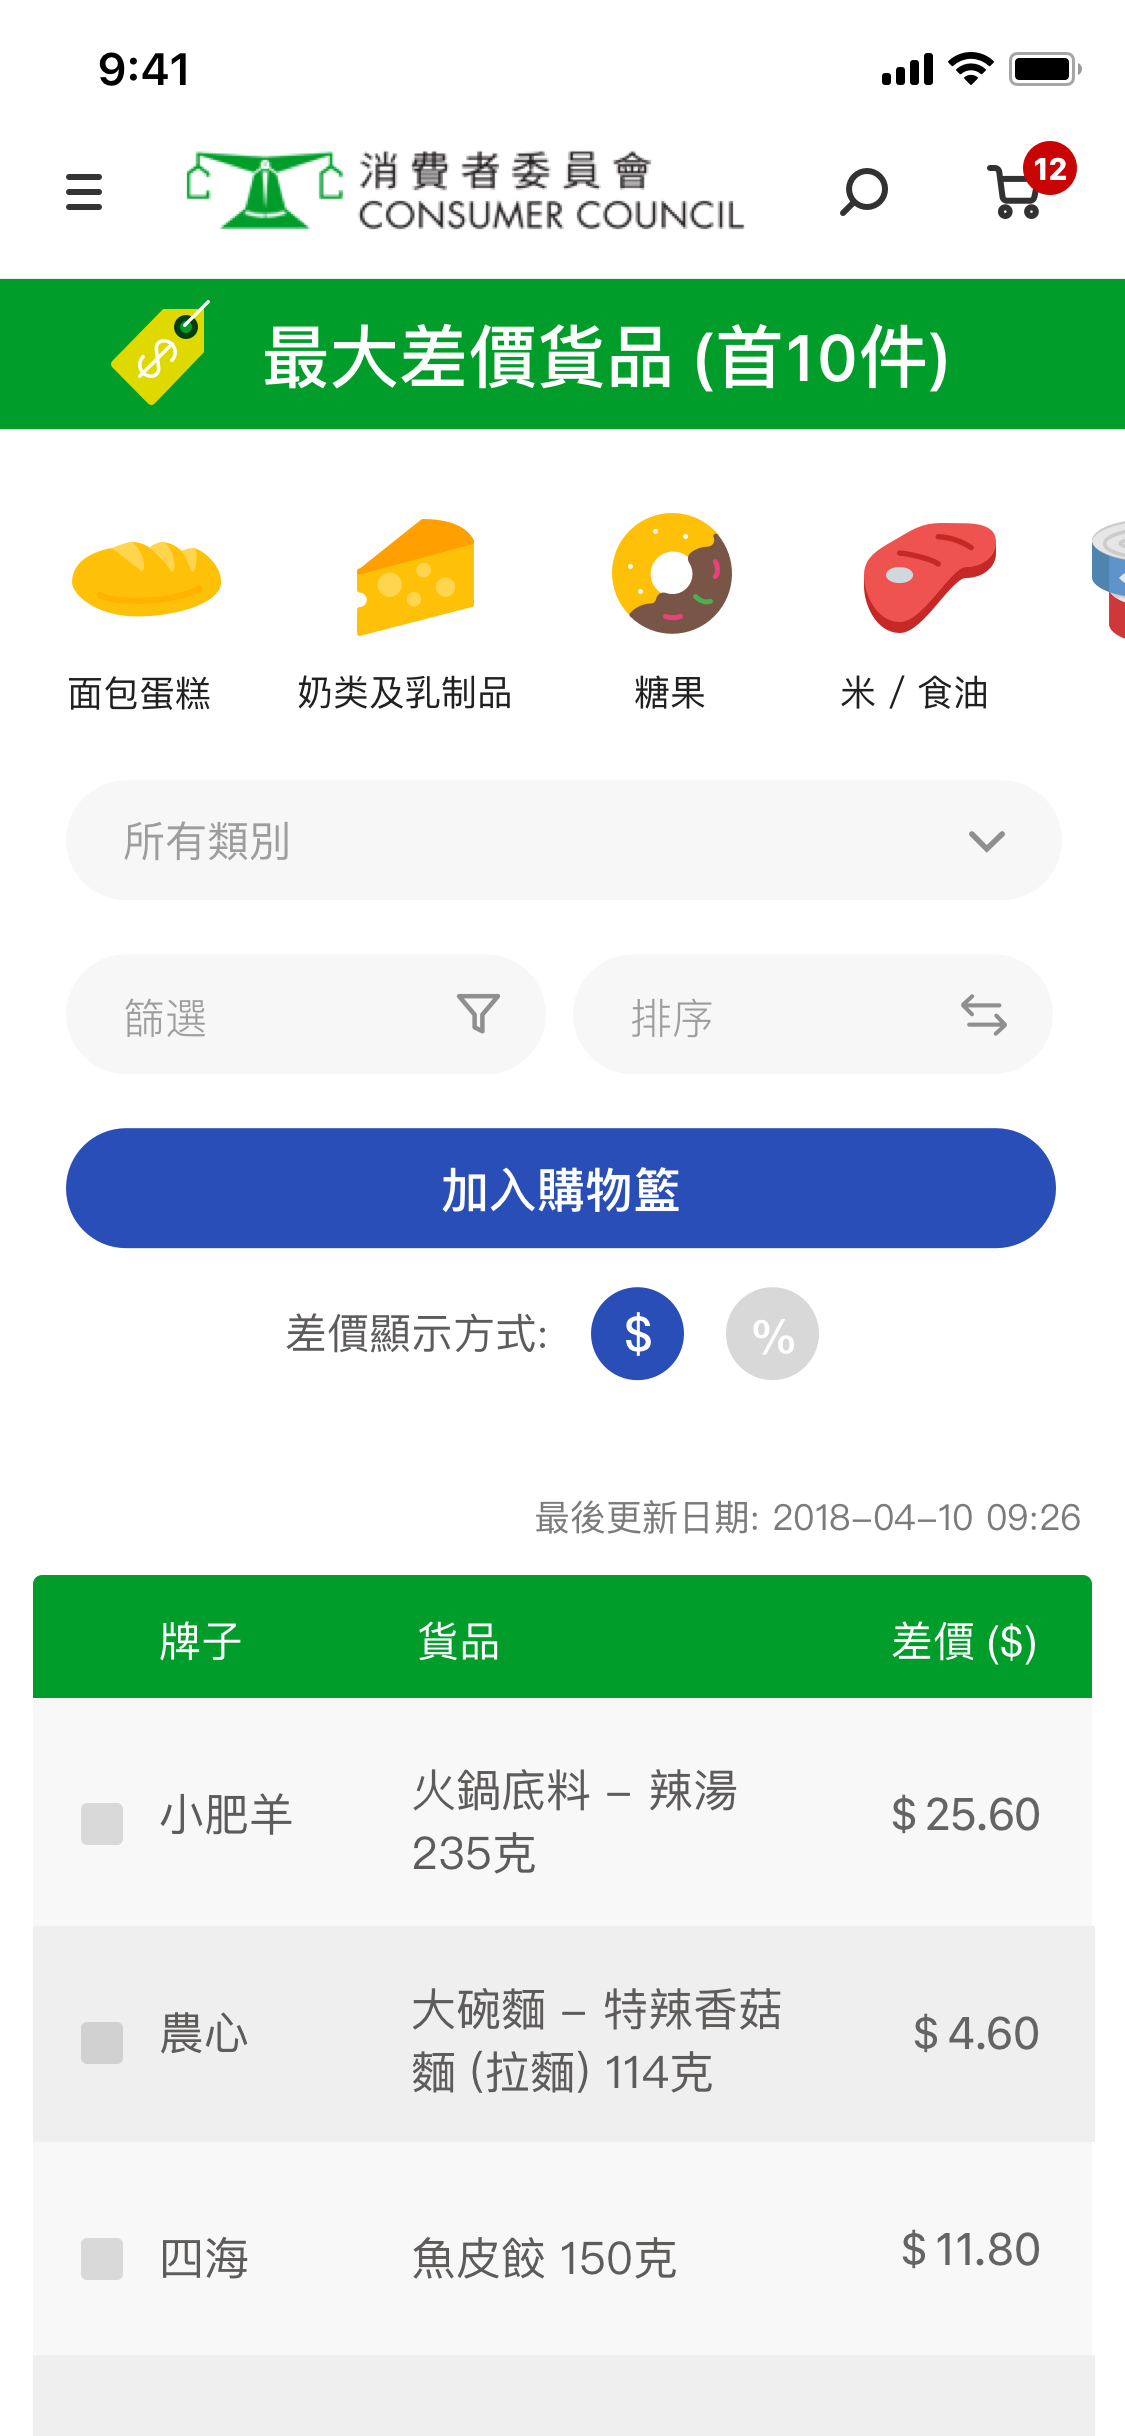 9:41
消費者委員會
CONSUMER COUNCIL
12
$
最大差價貨品 (首10件)
面包蛋糕
奶类及乳制品
糖果
米 / 食油
所有類別
篩選
排序
加入購物籃
差價顯示方式:
$
%
最後更新日期: 2018-04-10 09:26
牌子 貨品 差價 ($)
小肥羊 火鍋底料 - 辣湯 $ 25.60
235克
農心 大碗麵 - 特辣香菇 $ 4.60
麵 (拉麵) 114克
四海 魚皮餃 150克 $ 11.80